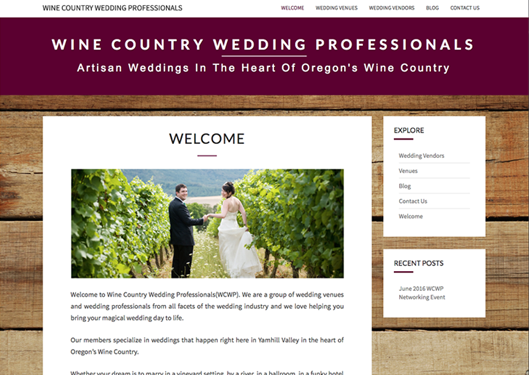 WINE COUNTRY WEDDING PROFESSIONALS
WELCOME WEDDING VENUES WEDDING VENDORS BLOG CONTACT US
WINE COUNTRY WEDDING PROFESSIONALS
Artisan Weddings In The Heart Of Oregon's Wine Country
WELCOME
Welcome to Wine Country Wedding Professionals(WCWP). We are a group of wedding venues
and wedding professionals from all facets of the wedding industry and we love helping you
bring your magical wedding day to life.
Our members specialize in weddings that happen right here in Yamhill Valley in the heart of
Oregon's Wine Country.
Whether your dream is to marry in a vineyard setting, by a river, in a ballroom, in a funky hotel
EXPLORE
Wedding Vendors
Venues
Blog
Contact Us
Welcome
RECENT POSTS
June 2016 WCWP
Networking Event